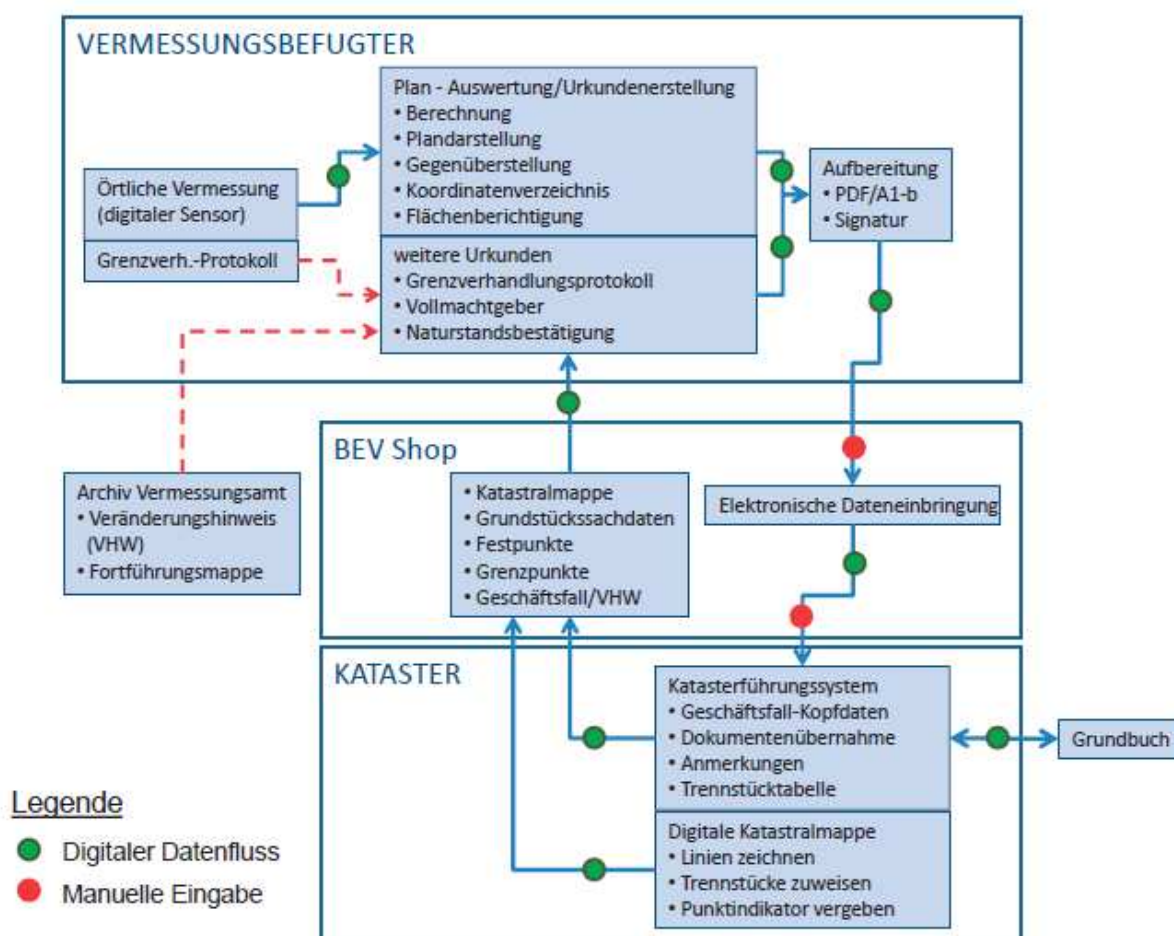 VERMESSUNGSBEFUGTER
Plan - Auswertung/Urkundenerstellung
• Berechnung
• Plandarstellung
• Gegenüberstellung
• Koordinatenverzeichnis
• Flächenberichtigung
Örtliche Vermessung
(digitaler Sensor)
Grenzverh.-Protokoll
weitere Urkunden
• Grenzverhandlungsprotokoll
• Vollmachtgeber
• Naturstandsbestätigung
Aufbereitung
• PDF/A1-b
• Signatur
BEV Shop
Archiv Vermessungsamt
• Veränderungshinweis
(VHW)
• Fortführungsmappe
• Katastralmappe
• Grundstückssachdaten
• Festpunkte
• Grenzpunkte
• Geschäftsfall/VHW
Elektronische Dateneinbringung
KATASTER
Katasterführungssystem
• Geschäftsfall-Kopfdaten
• Dokumentenübernahme
• Anmerkungen
• Trennstücktabelle
Grundbuch
Digitale Katastralmappe
• Linien zeichnen
• Trennstücke zuweisen
• Punktindikator vergeben
Legende
Digitaler Datenfluss
Manuelle Eingabe